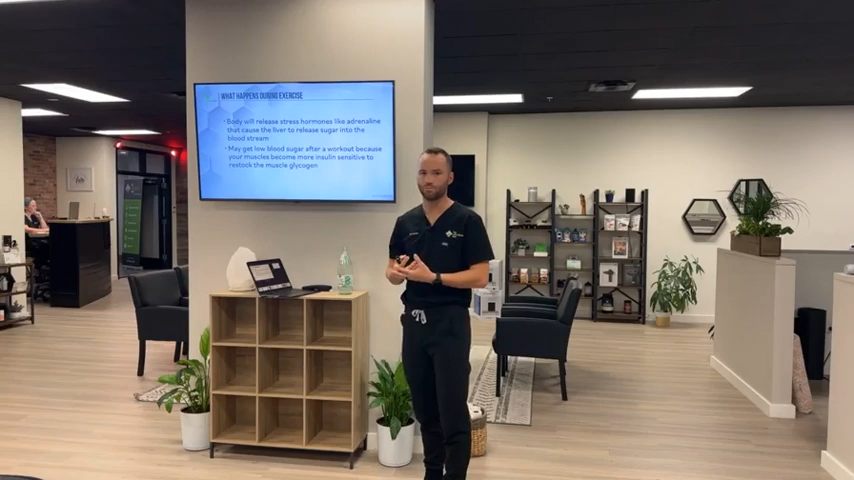 WHAT HAPPENS DURING EXERCISE
• Body will release stress hormones like adrenaline
that cause the liver to release sugar into the
blood stream
• May get low blood sugar after a workout because
your muscles become more insulin sensitive to
restock the muscle glycogen